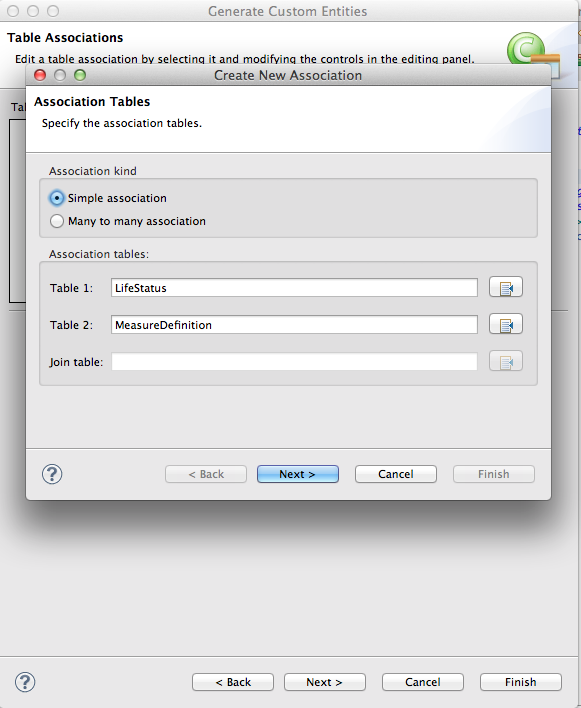 Generate Custom Entities
Table Associations
Edit a table association by selecting it and modifying the controls in the editing panel.
Create New Association
Association Tables
Specify the association tables.
Association kind
Simple association
Many to many association
Association tables:
Table 1: LifeStatus
Table 2: MeasureDefinition
Join table:
? < Back Next > Cancel Finish
? < Back Next > Cancel Finish